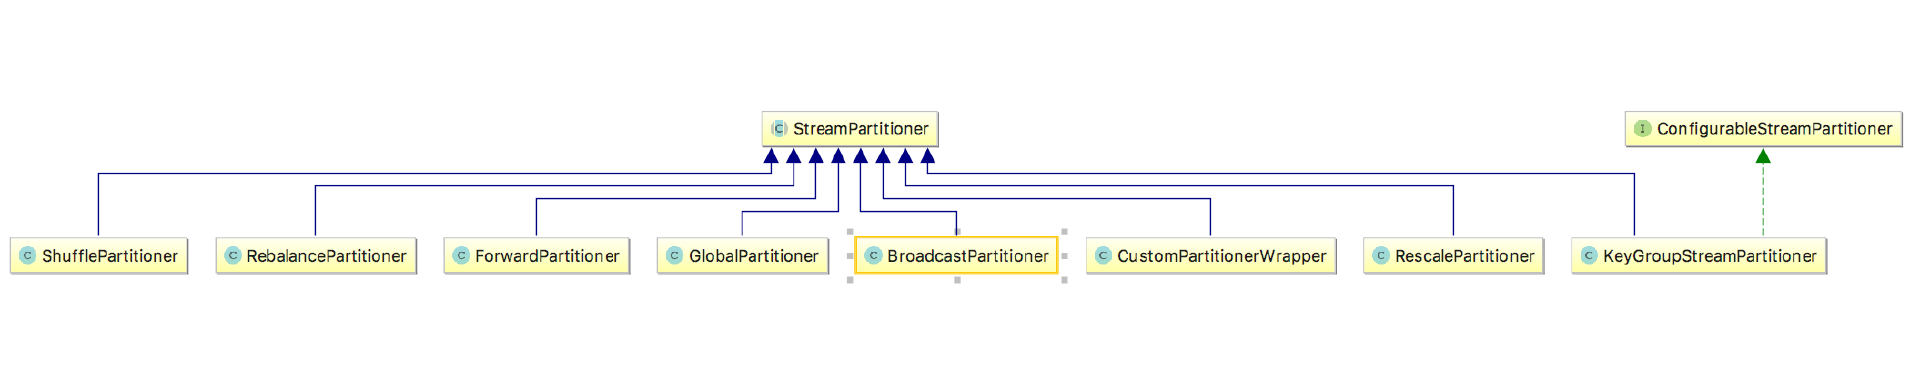 C StreamPartitioner
I ConfigurableStreamPartitioner
C ShufflePartitioner
C RebalancePartitioner
C ForwardPartitioner
C GlobalPartitioner
C BroadcastPartitioner
C CustomPartitionerWrapper
C RescalePartitioner
C KeyGroupStreamPartitioner